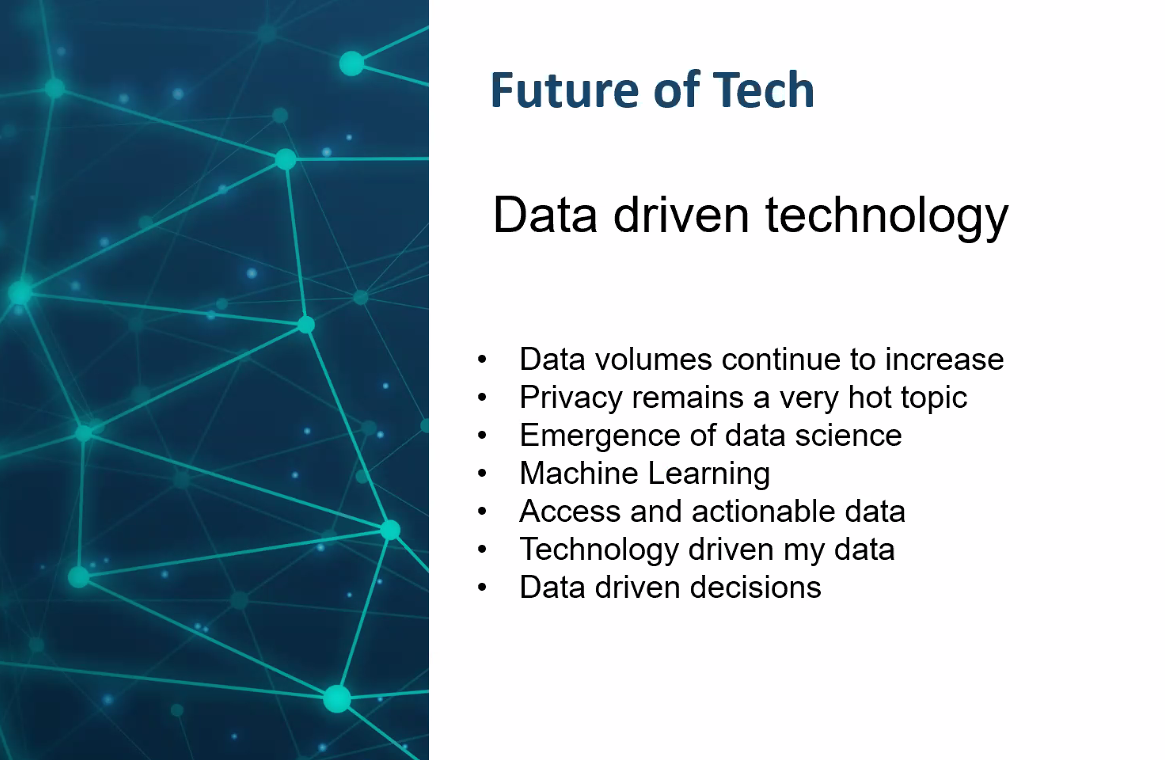 Future of Tech
Data driven technology
• Data volumes continue to increase
• Privacy remains a very hot topic
• Emergence of data science
• Machine Learning
• Access and actionable data
• Technology driven my data
• Data driven decisions